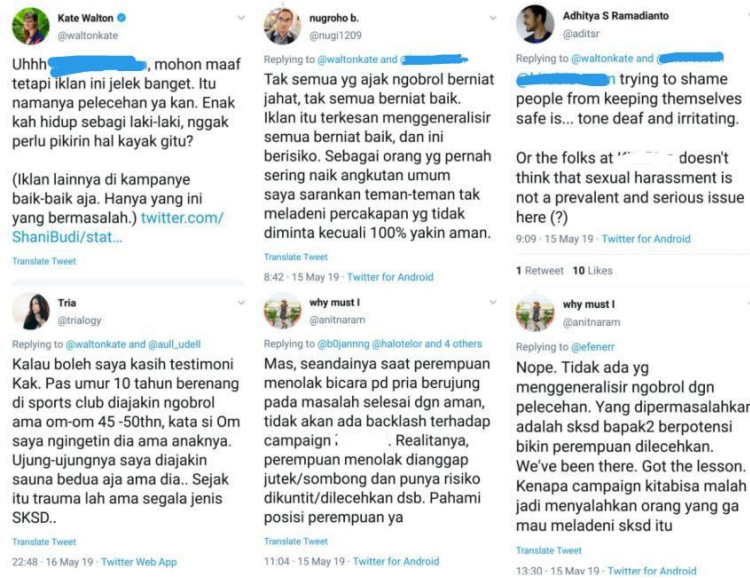 Kate Walton
@waltonkate
Uhhh , mohon maaf
tetapi iklan ini jelek banget. Itu
namanya pelecehan ya kan. Enak
kah hidup sebagai laki-laki, nggak
perlu pikirin hal kayak gitu?
(Iklan lainnya di kampanye
baik-baik aja. Hanya yang ini
yang bermasalah.) twitter.com/
ShaniBudi/stat...
Translate Tweet
nugroho b.
@nugi1209
Replying to @waltonkate and
Tak semua yg ajak ngobrol berniat
jahat, tak semua berniat baik.
Iklan itu terkesan menggeneralisir
semua berniat baik, dan ini
berisiko. Sebagai orang yg pernah
sering naik angkutan umum
saya sarankan teman-teman tak
meladeni percakapan yg tidak
diminta kecuali 100% yakin aman.
Translate Tweet
8:42 · 15 May 19 · Twitter for Android
Adhitya S Ramadianto
@aditsr
Replying to @waltonkate and
trying to shame
people from keeping themselves
safe is... tone deaf and irritating.
Or the folks at doesn't
think that sexual harassment is
not a prevalent and serious issue
here (?)
9:09 · 15 May 19 · Twitter for Android
1 Retweet 10 Likes
Tria
@trialogy
Replying to @waltonkate and @aull_udell
Kalau boleh saya kasih testimoni
Kak. Pas umur 10 tahun berenang
di sports club diajakin ngobrol
ama om-om 45 -50thn, kata si Om
saya ngingetin dia ama anaknya.
Ujung-ujungnya saya diajakin
sauna bedua aja ama dia.. Sejak
itu trauma lah ama segala jenis
SKSD..
Translate Tweet
22:48 · 16 May 19 · Twitter Web App
why must I
@anitnaram
Replying to @b0jannng @halotelor and 4 others
Mas, seandainya saat perempuan
menolak bicara pd pria berujung
pada masalah selesai dgn aman,
tidak akan ada backlash terhadap
campaign . Realitanya,
perempuan menolak dianggap
jutek/sombong dan punya risiko
dikuntit/dilecehkan dsb. Pahami
posisi perempuan ya
Translate Tweet
11:04 · 15 May 19 · Twitter for Android
why must I
@anitnaram
Replying to @efenerr
Nope. Tidak ada yg
menggeneralisir ngobrol dgn
pelecehan. Yang dipermasalahkan
adalah sksd bapak2 berpotensi
bikin perempuan dilecehkan.
We've been there. Got the lesson.
Kenapa campaign kitabisa malah
jadi menyalahkan orang yang ga
mau meladeni sksd itu
Translate Tweet
13:30 · 15 May 19 · Twitter for Android